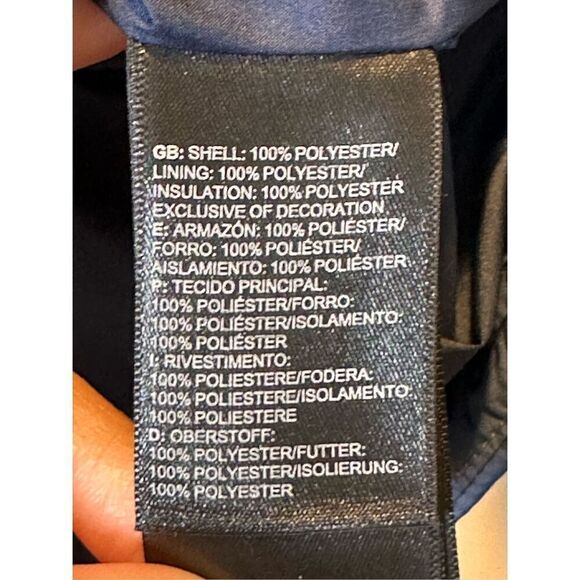 GB: SHELL: 100% POLYESTER/
LINING: 100% POLYESTER/
INSULATION: 100% POLYESTER
EXCLUSIVE OF DECORATION
E: ARMAZÓN: 100% POLIÉSTER/
FORRO: 100% POLIÉSTER/
AISLAMIENTO: 100% POLIÉSTER
P: TECIDO PRINCIPAL:
100% POLIÉSTER/FORRO:
100% POLIÉSTER/ISOLAMENTO:
100% POLIÉSTER
I: RIVESTIMENTO:
100% POLIESTERE/FODERA:
100% POLIESTERE/ISOLAMENTO:
100% POLIESTERE
D: OBERSTOFF:
100% POLYESTER/FUTTER:
100% POLYESTER/ISOLIERUNG:
100% POLYESTER